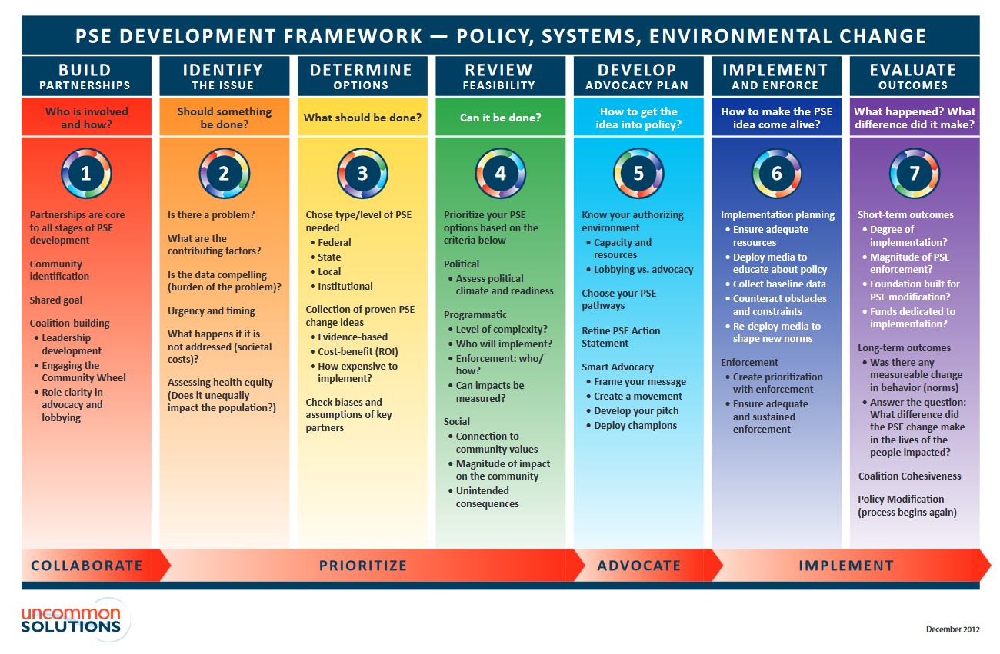 PSE DEVELOPMENT FRAMEWORK — POLICY, SYSTEMS, ENVIRONMENTAL CHANGE
BUILD
PARTNERSHIPS
Who is involved
and how?
1
Partnerships are core
to all stages of PSE
development
Community
identification
Shared goal
Coalition-building
• Leadership
development
• Engaging the
Community Wheel
• Role clarity in
advocacy and
lobbying
IDENTIFY
THE ISSUE
Should something
be done?
2
Is there a problem?
What are the
contributing factors?
Is the data compelling
(burden of the problem)?
Urgency and timing
What happens if it is
not addressed (societal
costs)?
Assessing health equity
(Does it unequally
impact the population?)
DETERMINE
OPTIONS
What should be done?
3
Chose type/level of PSE
needed
• Federal
• State
• Local
• Institutional
Collection of proven PSE
change ideas
• Evidence-based
• Cost-benefit (ROI)
• How expensive to
implement?
Check biases and
assumptions of key
partners
REVIEW
FEASIBILITY
Can it be done?
4
Prioritize your PSE
options based on the
criteria below
Political
• Assess political
climate and readiness
Programmatic
• Level of complexity?
• Who will implement?
• Enforcement: who/
how?
• Can impacts be
measured?
Social
• Connection to
community values
• Magnitude of impact
on the community
• Unintended
consequences
DEVELOP
ADVOCACY PLAN
How to get the
idea into policy?
5
Know your authorizing
environment
• Capacity and
resources
• Lobbying vs. advocacy
Choose your PSE
pathways
Refine PSE Action
Statement
Smart Advocacy
• Frame your message
• Create a movement
• Develop your pitch
• Deploy champions
IMPLEMENT
AND ENFORCE
How to make the PSE
idea come alive?
6
Implementation planning
• Ensure adequate
resources
• Deploy media to
educate about policy
• Collect baseline data
• Counteract obstacles
and constraints
• Re-deploy media to
shape new norms
Enforcement
• Create prioritization
with enforcement
• Ensure adequate
and sustained
enforcement
EVALUATE
OUTCOMES
What happened? What
difference did it make?
7
Short-term outcomes
• Degree of
implementation?
• Magnitude of PSE
enforcement?
• Foundation built for
PSE modification?
• Funds dedicated to
implementation?
Long-term outcomes
• Was there any
measureable change
in behavior (norms)
• Answer the question:
What difference did
the PSE change make
in the lives of the
people impacted?
Coalition Cohesiveness
Policy Modification
(process begins again)
COLLABORATE
PRIORITIZE
ADVOCATE
IMPLEMENT
uncommon
SOLUTIONS
December 2012